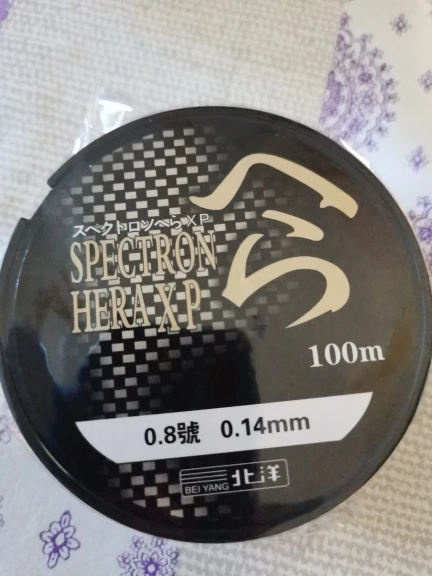 へら
スペクトロンへらXP
SPECTRON
HERA XP
100m
0.8號 0.14mm
BEI YANG 北洋